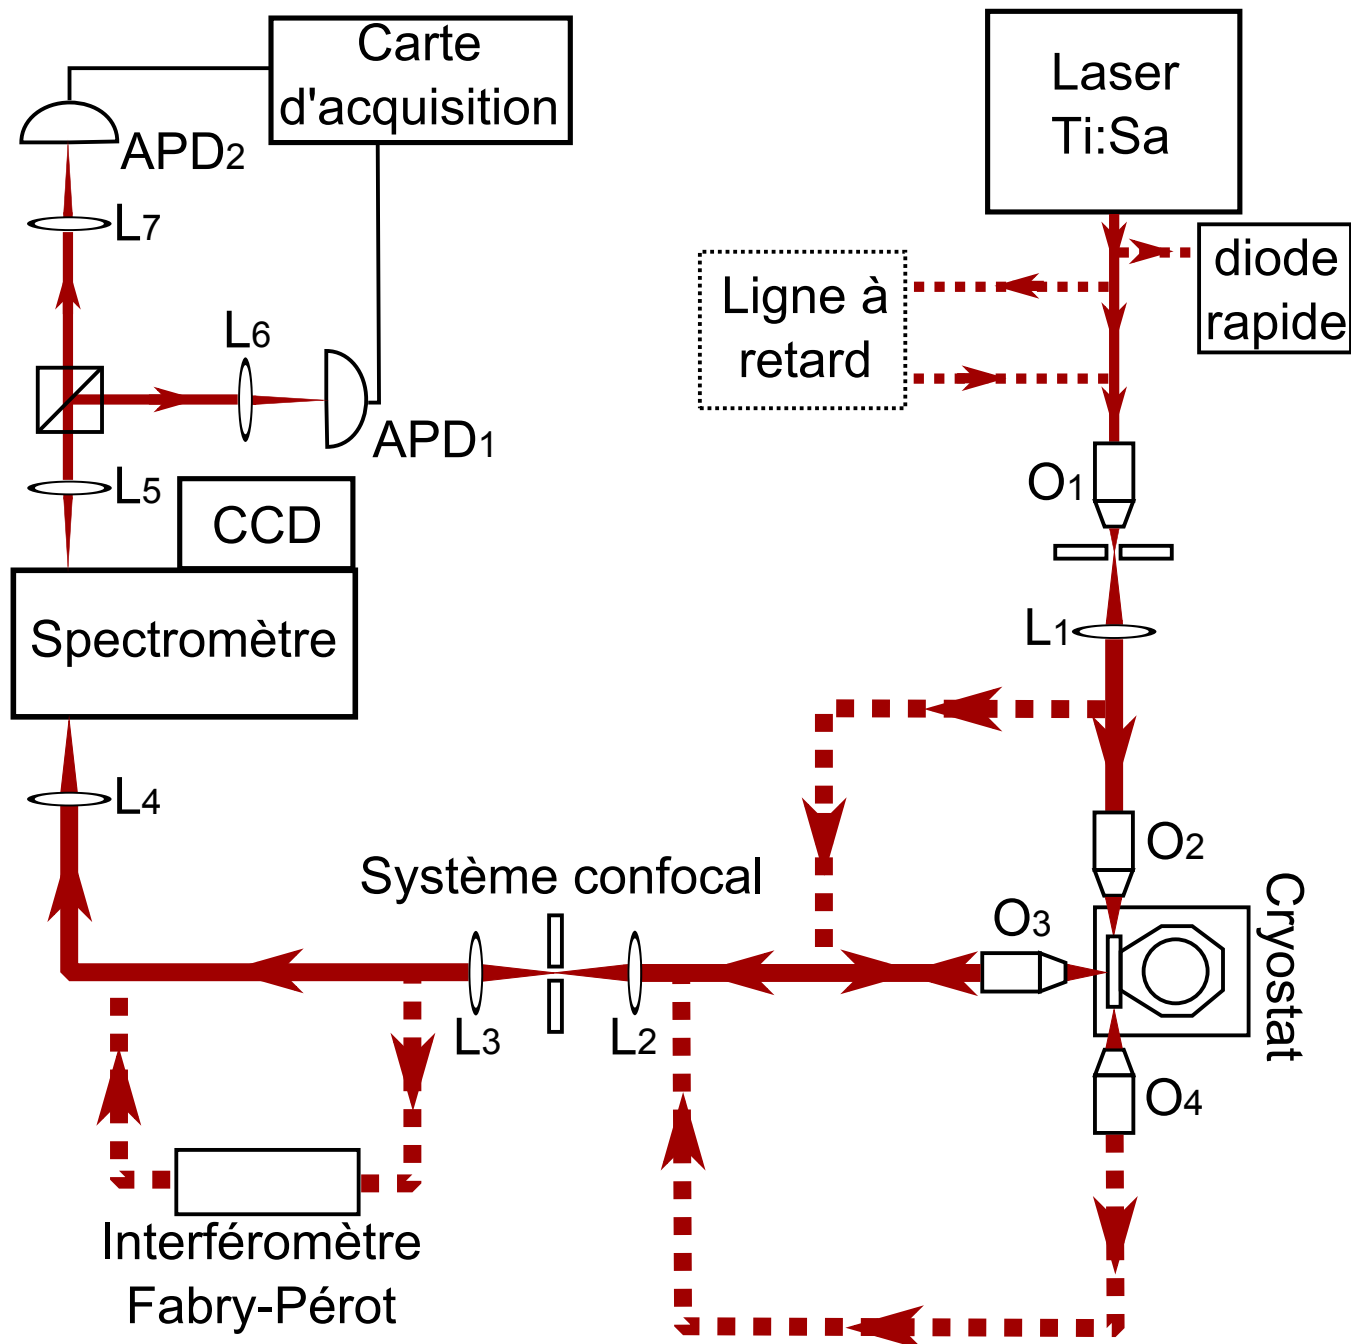 Carte
d'acquisition
Laser
Ti:Sa
APD2
L7
diode
rapide
Ligne à
retard
L6
APD1
L5
O1
CCD
L1
Spectromètre
L4
O2
Système confocal
O3
Cryostat
L3
L2
O4
Interféromètre
Fabry-Pérot